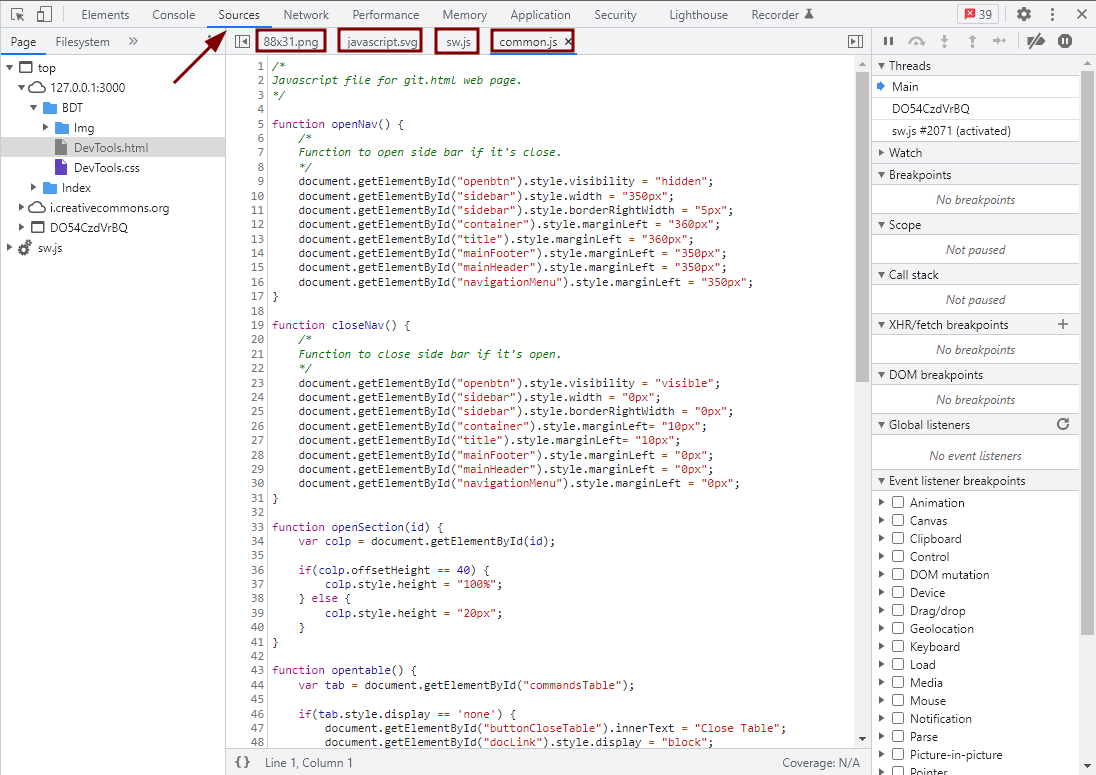 Elements Console Sources Network Performance Memory Application Security Lighthouse Recorder 39
Page Filesystem »
top
127.0.0.1:3000
BDT
Img
DevTools.html
DevTools.css
Index
i.creativecommons.org
DO54CzdVrBQ
sw.js
88x31.png javascript.svg sw.js common.js ×
1 /*
2 Javascript file for git.html web page.
3 */
4
5 function openNav() {
6 /*
7 Function to open side bar if it's close.
8 */
9 document.getElementById("openbtn").style.visibility = "hidden";
10 document.getElementById("sidebar").style.width = "350px";
11 document.getElementById("sidebar").style.borderRightWidth = "5px";
12 document.getElementById("container").style.marginLeft = "360px";
13 document.getElementById("title").style.marginLeft = "360px";
14 document.getElementById("mainFooter").style.marginLeft = "350px";
15 document.getElementById("mainHeader").style.marginLeft = "350px";
16 document.getElementById("navigationMenu").style.marginLeft = "350px";
17 }
18
19 function closeNav() {
20 /*
21 Function to close side bar if it's open.
22 */
23 document.getElementById("openbtn").style.visibility = "visible";
24 document.getElementById("sidebar").style.width = "0px";
25 document.getElementById("sidebar").style.borderRightWidth = "0px";
26 document.getElementById("container").style.marginLeft= "10px";
27 document.getElementById("title").style.marginLeft= "10px";
28 document.getElementById("mainFooter").style.marginLeft = "0px";
29 document.getElementById("mainHeader").style.marginLeft = "0px";
30 document.getElementById("navigationMenu").style.marginLeft = "0px";
31 }
32
33 function openSection(id) {
34 var colp = document.getElementById(id);
35
36 if(colp.offsetHeight == 40) {
37 colp.style.height = "100%";
38 } else {
39 colp.style.height = "20px";
40 }
41 }
42
43 function opentable() {
44 var tab = document.getElementById("commandsTable");
45
46 if(tab.style.display == 'none') {
47 document.getElementById("buttonCloseTable").innerText = "Close Table";
48 document.getElementById("docLink").style.display = "block";
{} Line 1, Column 1 Coverage: N/A
Threads
Main
DO54CzdVrBQ
sw.js #2071 (activated)
Watch
Breakpoints
No breakpoints
Scope
Not paused
Call stack
Not paused
XHR/fetch breakpoints +
No breakpoints
DOM breakpoints
No breakpoints
Global listeners
No event listeners
Event listener breakpoints
Animation
Canvas
Clipboard
Control
DOM mutation
Device
Drag/drop
Geolocation
Keyboard
Load
Media
Mouse
Notification
Parse
Picture-in-picture
Pointer